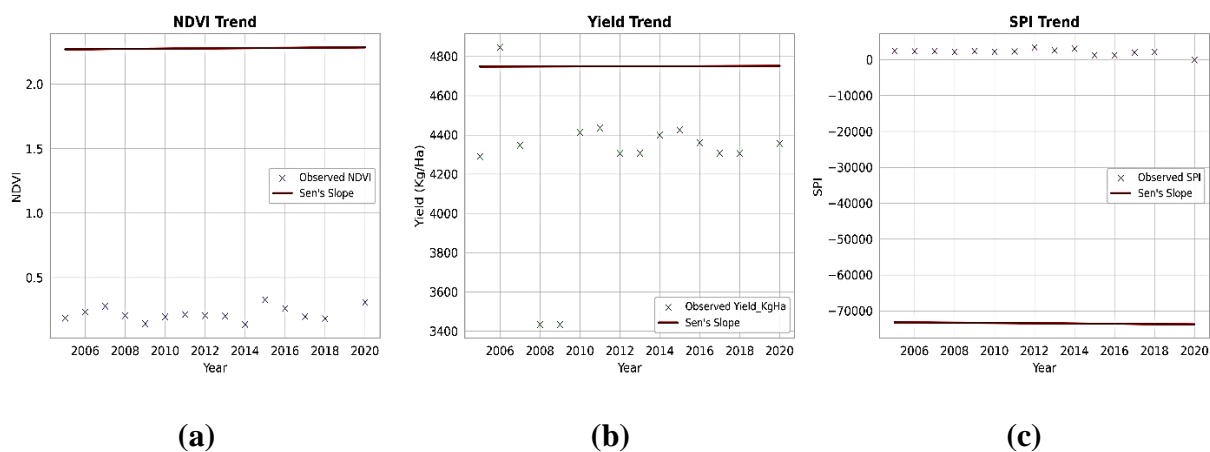 NDVI Trend
2.0
1.5
1.0
0.5
NDVI
Observed NDVI
Sen's Slope
2006 2008 2010 2012 2014 2016 2018 2020
Year
(a)
Yield Trend
4800
4600
4400
4200
4000
3800
3600
3400
Yield (Kg/Ha)
Observed Yield_KgHa
Sen's Slope
2006 2008 2010 2012 2014 2016 2018 2020
Year
(b)
SPI Trend
0
−10000
−20000
−30000
−40000
−50000
−60000
−70000
SPI
Observed SPI
Sen's Slope
2006 2008 2010 2012 2014 2016 2018 2020
Year
(c)